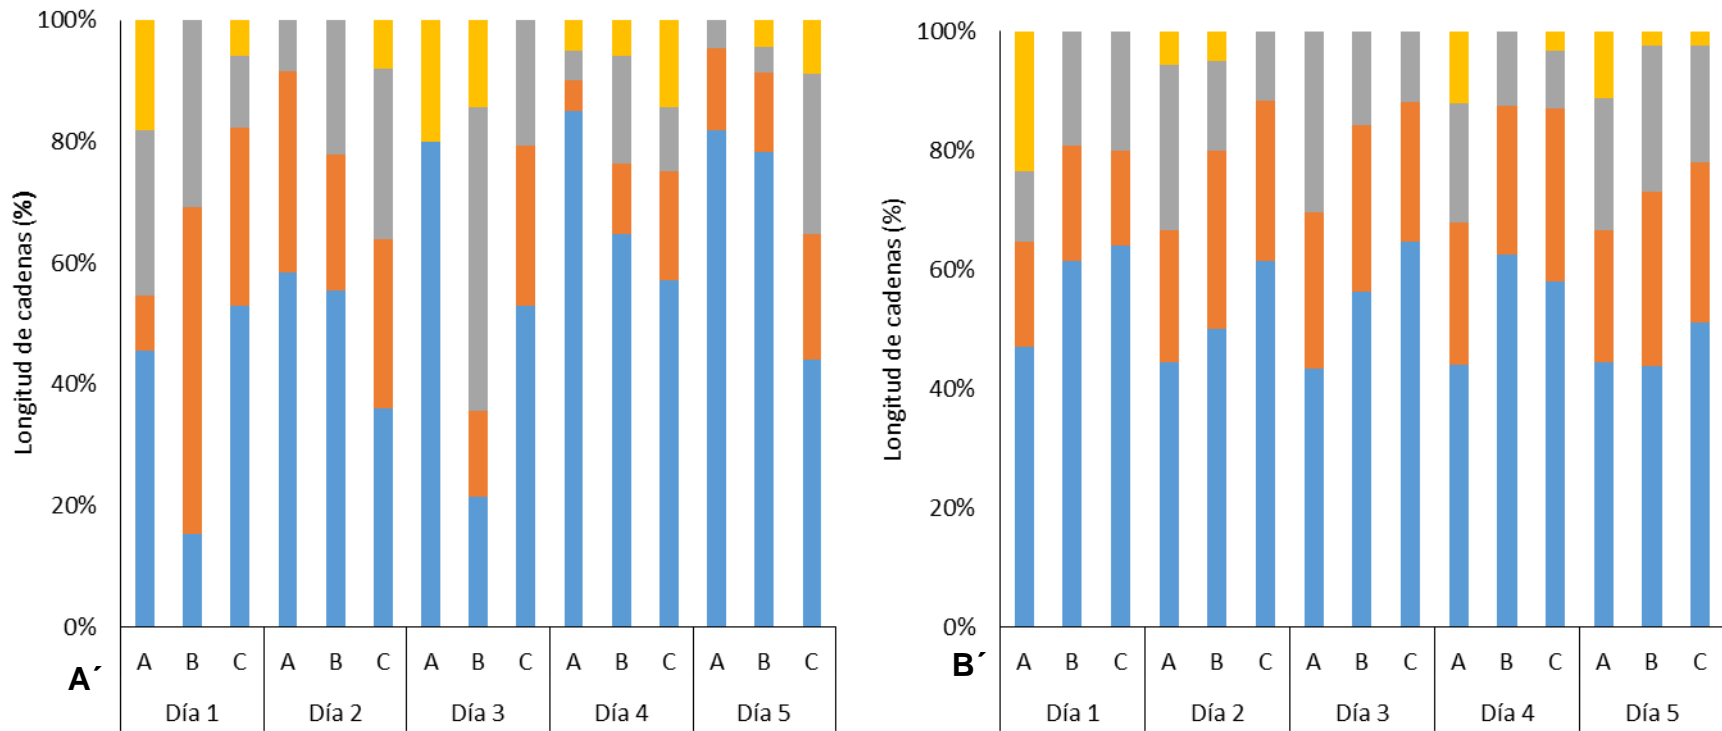 Longitud de cadenas (%)
100%
80%
60%
40%
20%
0%
A B C A B C A B C A B C A B C
Día 1 Día 2 Día 3 Día 4 Día 5
A´
Longitud de cadenas (%)
100%
80%
60%
40%
20%
0%
A B C A B C A B C A B C A B C
Día 1 Día 2 Día 3 Día 4 Día 5
B´